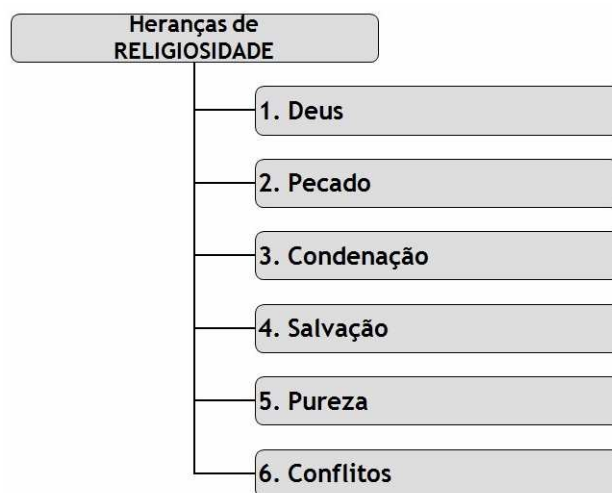 Heranças de
RELIGIOSIDADE
1. Deus
2. Pecado
3. Condenação
4. Salvação
5. Pureza
6. Conflitos